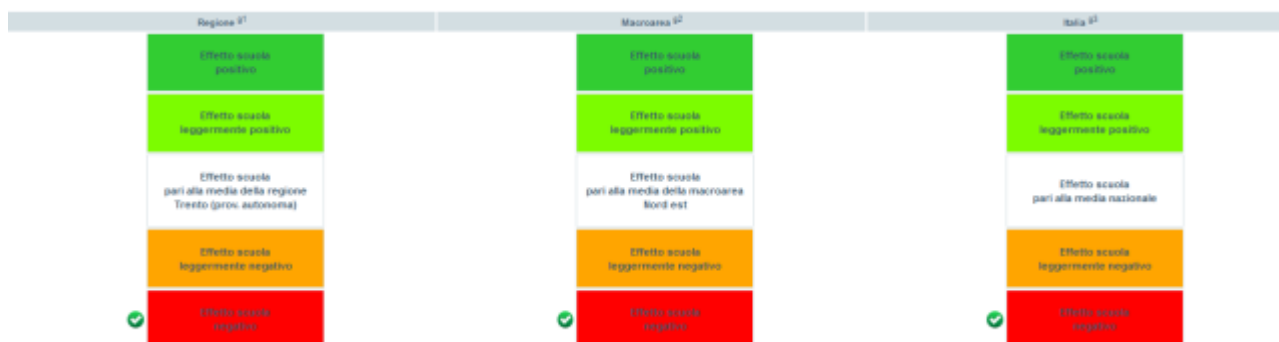 Regione §1
Macroarea §2
Italia §3
Effetto scuola
positivo
Effetto scuola
positivo
Effetto scuola
positivo
Effetto scuola
leggermente positivo
Effetto scuola
leggermente positivo
Effetto scuola
leggermente positivo
Effetto scuola
pari alla media della regione
Trento (prov. autonoma)
Effetto scuola
pari alla media della macroarea
Nord est
Effetto scuola
pari alla media nazionale
Effetto scuola
leggermente negativo
Effetto scuola
leggermente negativo
Effetto scuola
leggermente negativo
Effetto scuola
negativo
Effetto scuola
negativo
Effetto scuola
negativo